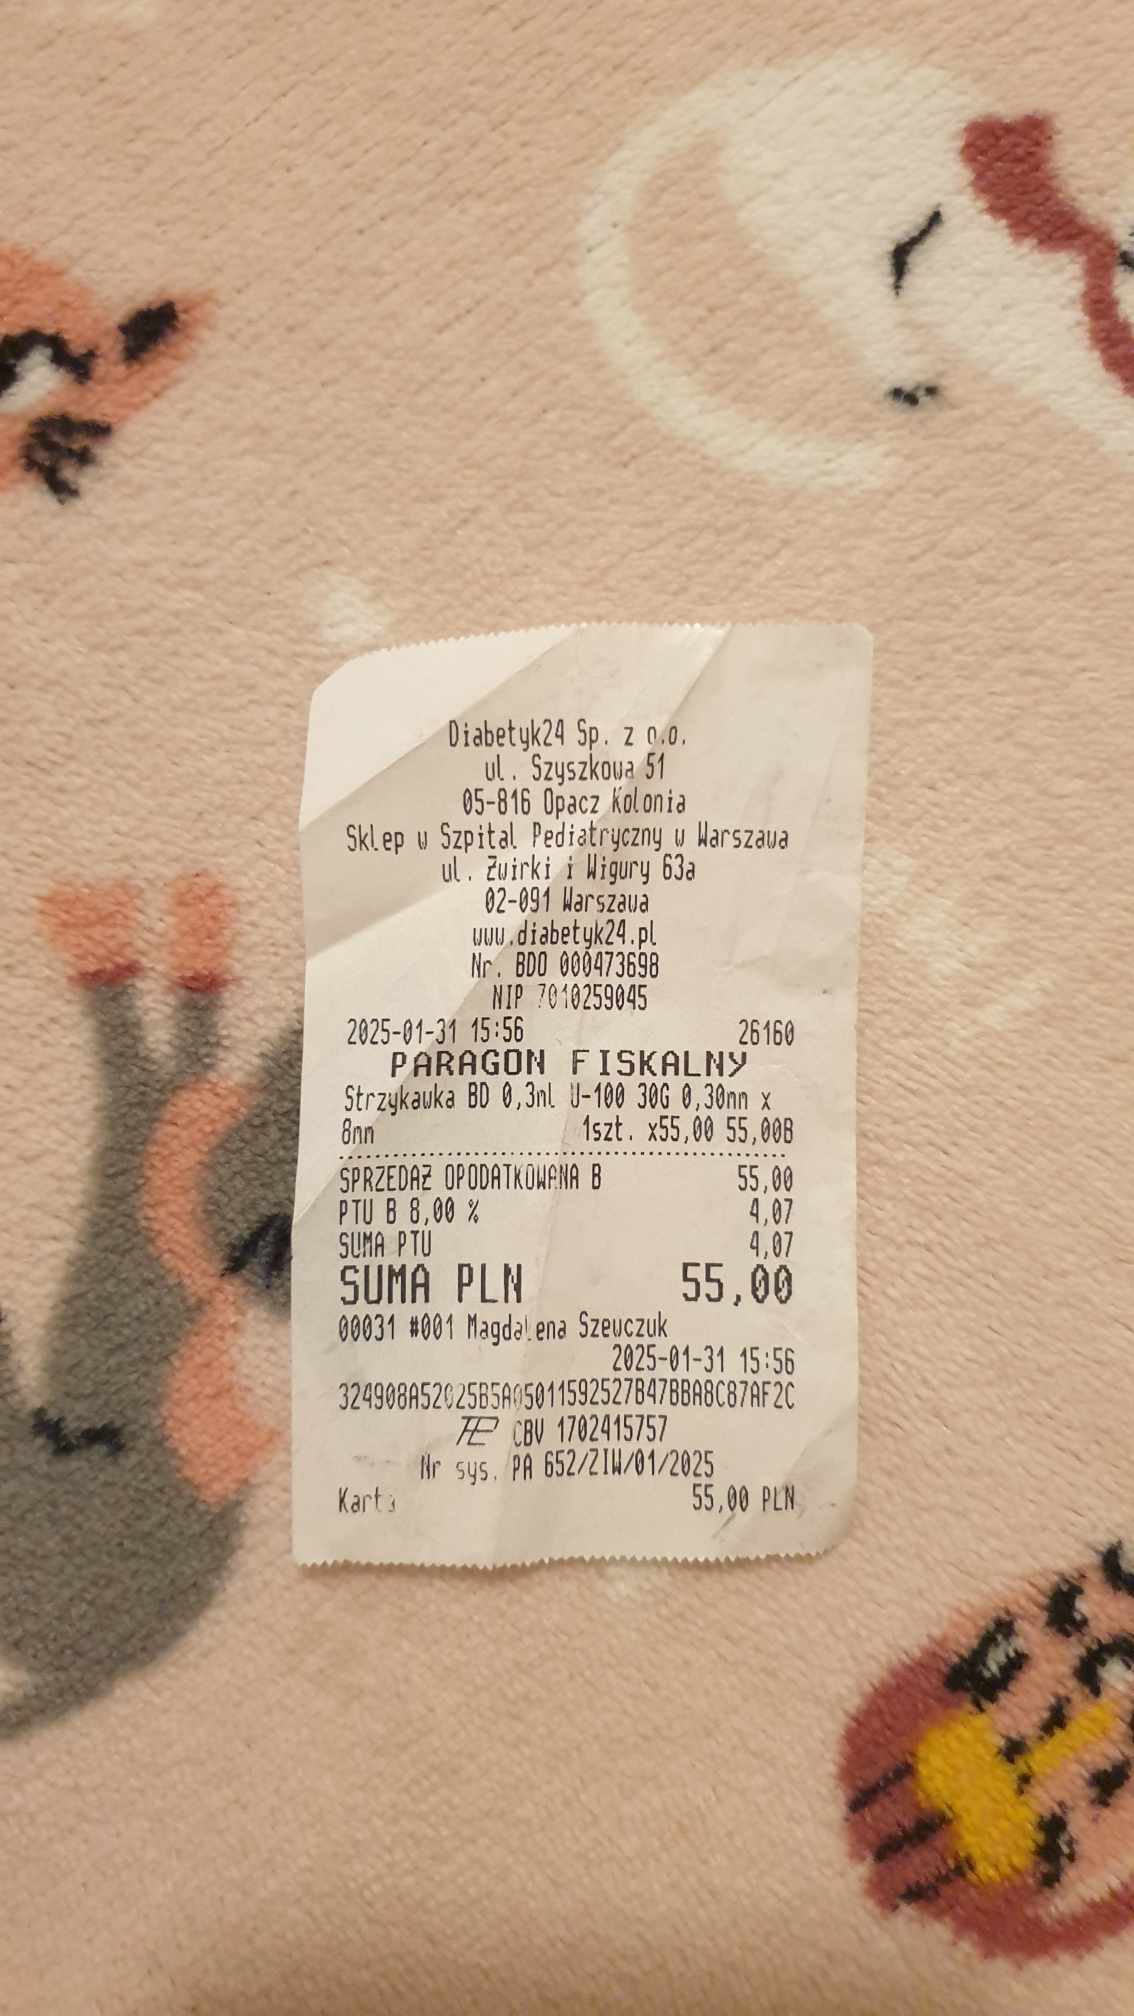 Diabetyk24 Sp. z o.o.
ul. Szyszkowa 51
05-816 Opacz Kolonia
Sklep w Szpital Pediatryczny w Warszawa
ul. Żwirki i Wigury 63a
02-091 Warszawa
www.diabetyk24.pl
Nr. BDO 000473698
NIP 7010259045
2025-01-31 15:56 26160
PARAGON FISKALNY
Strzykawka BD 0,3ml U-100 30G 0,30mm x
8mm 1szt. x55,00 55,00B
SPRZEDAŻ OPODATKOWANA B 55,00
PTU B 8,00 % 4,07
SUMA PTU 4,07
SUMA PLN 55,00
00031 #001 Magdalena Szewczuk
2025-01-31 15:56
324908A52025B5A05011592527B47BBA8C87AF2C
CBV 1702415757
Nr sys. PA 652/ZIW/01/2025
Karta 55,00 PLN